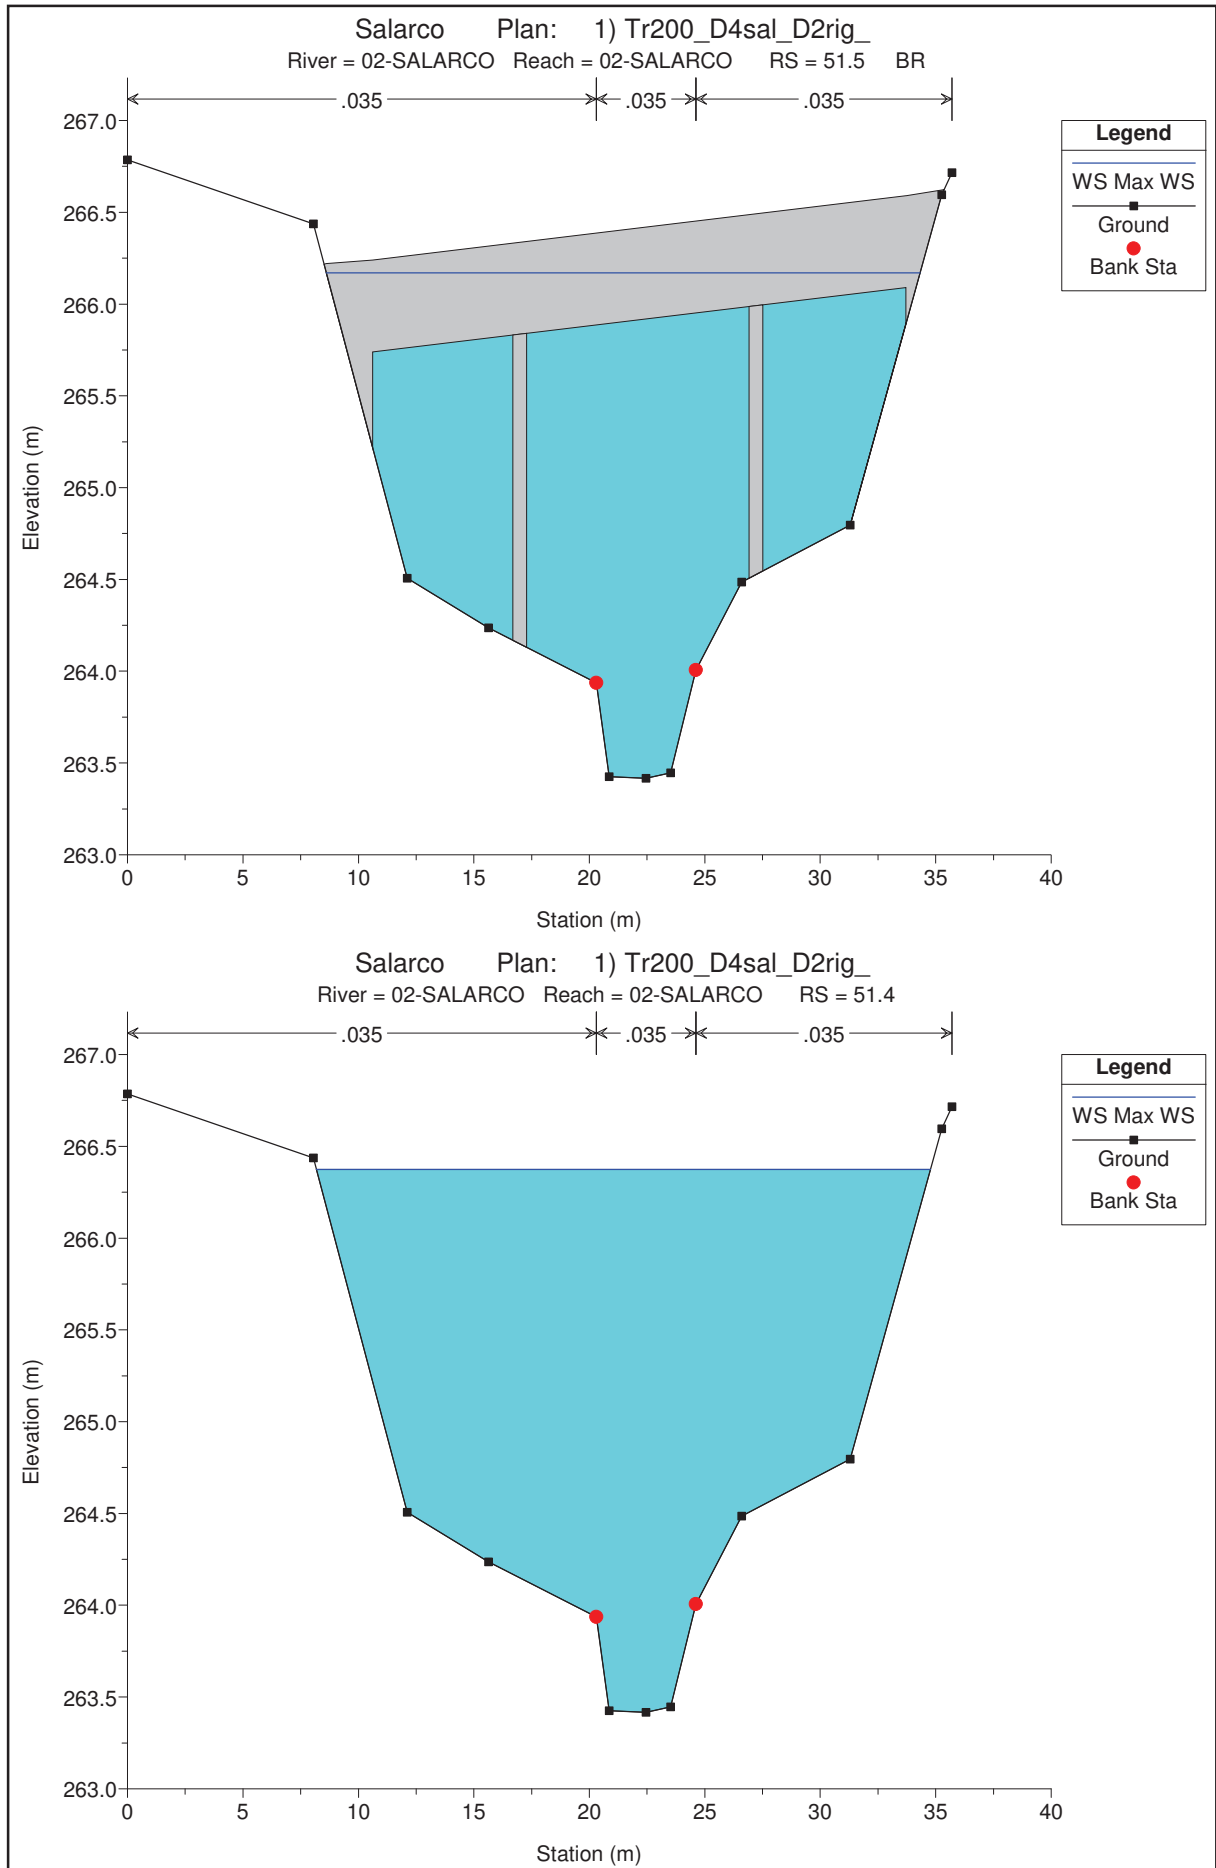 Salarco Plan: 1) Tr200_D4sal_D2rig_
River = 02-SALARCO Reach = 02-SALARCO RS = 51.5 BR
.035 .035 .035
Legend
WS Max WS
Ground
Bank Sta
267.0
266.5
266.0
265.5
265.0
264.5
264.0
263.5
263.0
Elevation (m)
0 5 10 15 20 25 30 35 40
Station (m)
Salarco Plan: 1) Tr200_D4sal_D2rig_
River = 02-SALARCO Reach = 02-SALARCO RS = 51.4
.035 .035 .035
Legend
WS Max WS
Ground
Bank Sta
267.0
266.5
266.0
265.5
265.0
264.5
264.0
263.5
263.0
Elevation (m)
0 5 10 15 20 25 30 35 40
Station (m)